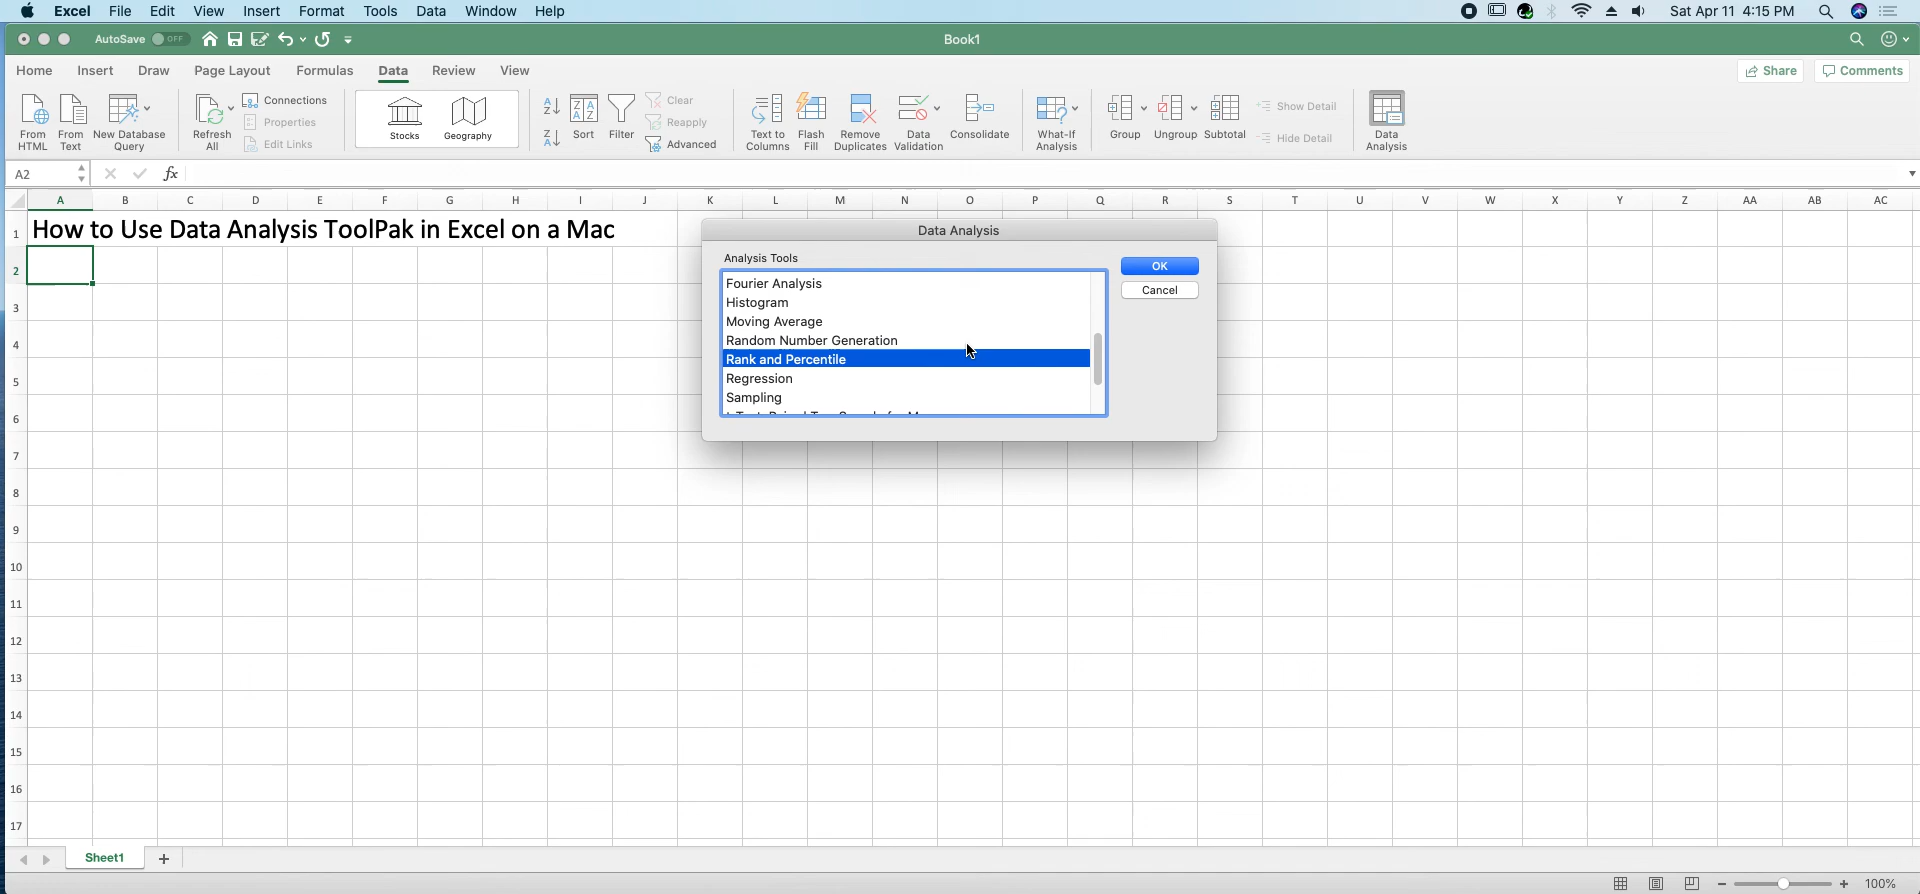 Excel File Edit View Insert Format Tools Data Window Help Sat Apr 11 4:15 PM
AutoSave OFF Book1
Home Insert Draw Page Layout Formulas Data Review View Share Comments
From HTML
From Text
New Database Query
Refresh All
Connections
Properties
Edit Links
Stocks
Geography
Sort
Filter
Clear
Reapply
Advanced
Text to Columns
Flash Fill
Remove Duplicates
Data Validation
Consolidate
What-If Analysis
Group
Ungroup
Subtotal
Show Detail
Hide Detail
Data Analysis
A2 fx
A B C D E F G H I J K L M N O P Q R S T U V W X Y Z AA AB AC
1 How to Use Data Analysis ToolPak in Excel on a Mac
2
3
4
5
6
7
8
9
10
11
12
13
14
15
16
17
Data Analysis
Analysis Tools
OK
Cancel
Fourier Analysis
Histogram
Moving Average
Random Number Generation
Rank and Percentile
Regression
Sampling
Sheet1
100%